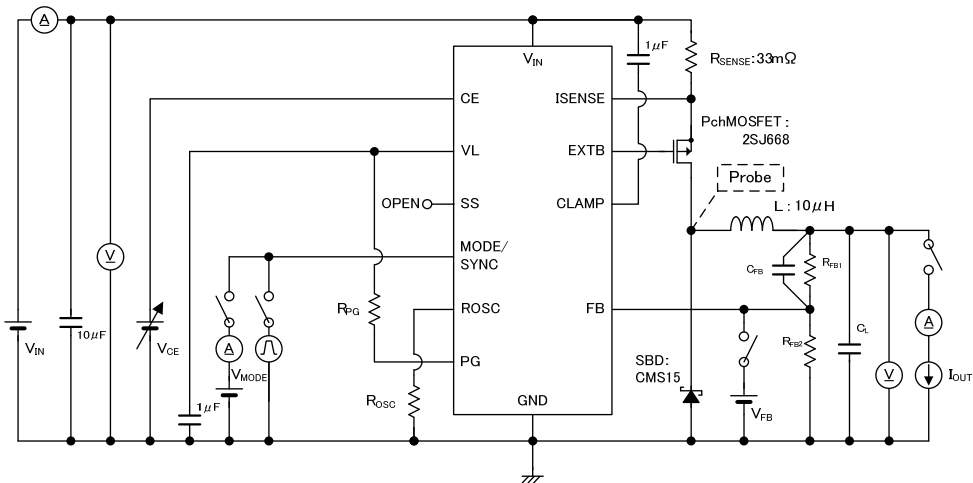 A
1μF
RSENSE:33mΩ
VIN
CE
ISENSE
PchMOSFET:
2SJ668
VL
EXTB
Probe
OPEN
SS
CLAMP
L:10μH
MODE/
SYNC
V
CFB
RFB1
RPG
ROSC
FB
10μF
VIN
VCE
A
VMODE
PG
RFB2
CL
A
SBD:
CMS15
V
IOUT
1μF
ROSC
GND
VFB